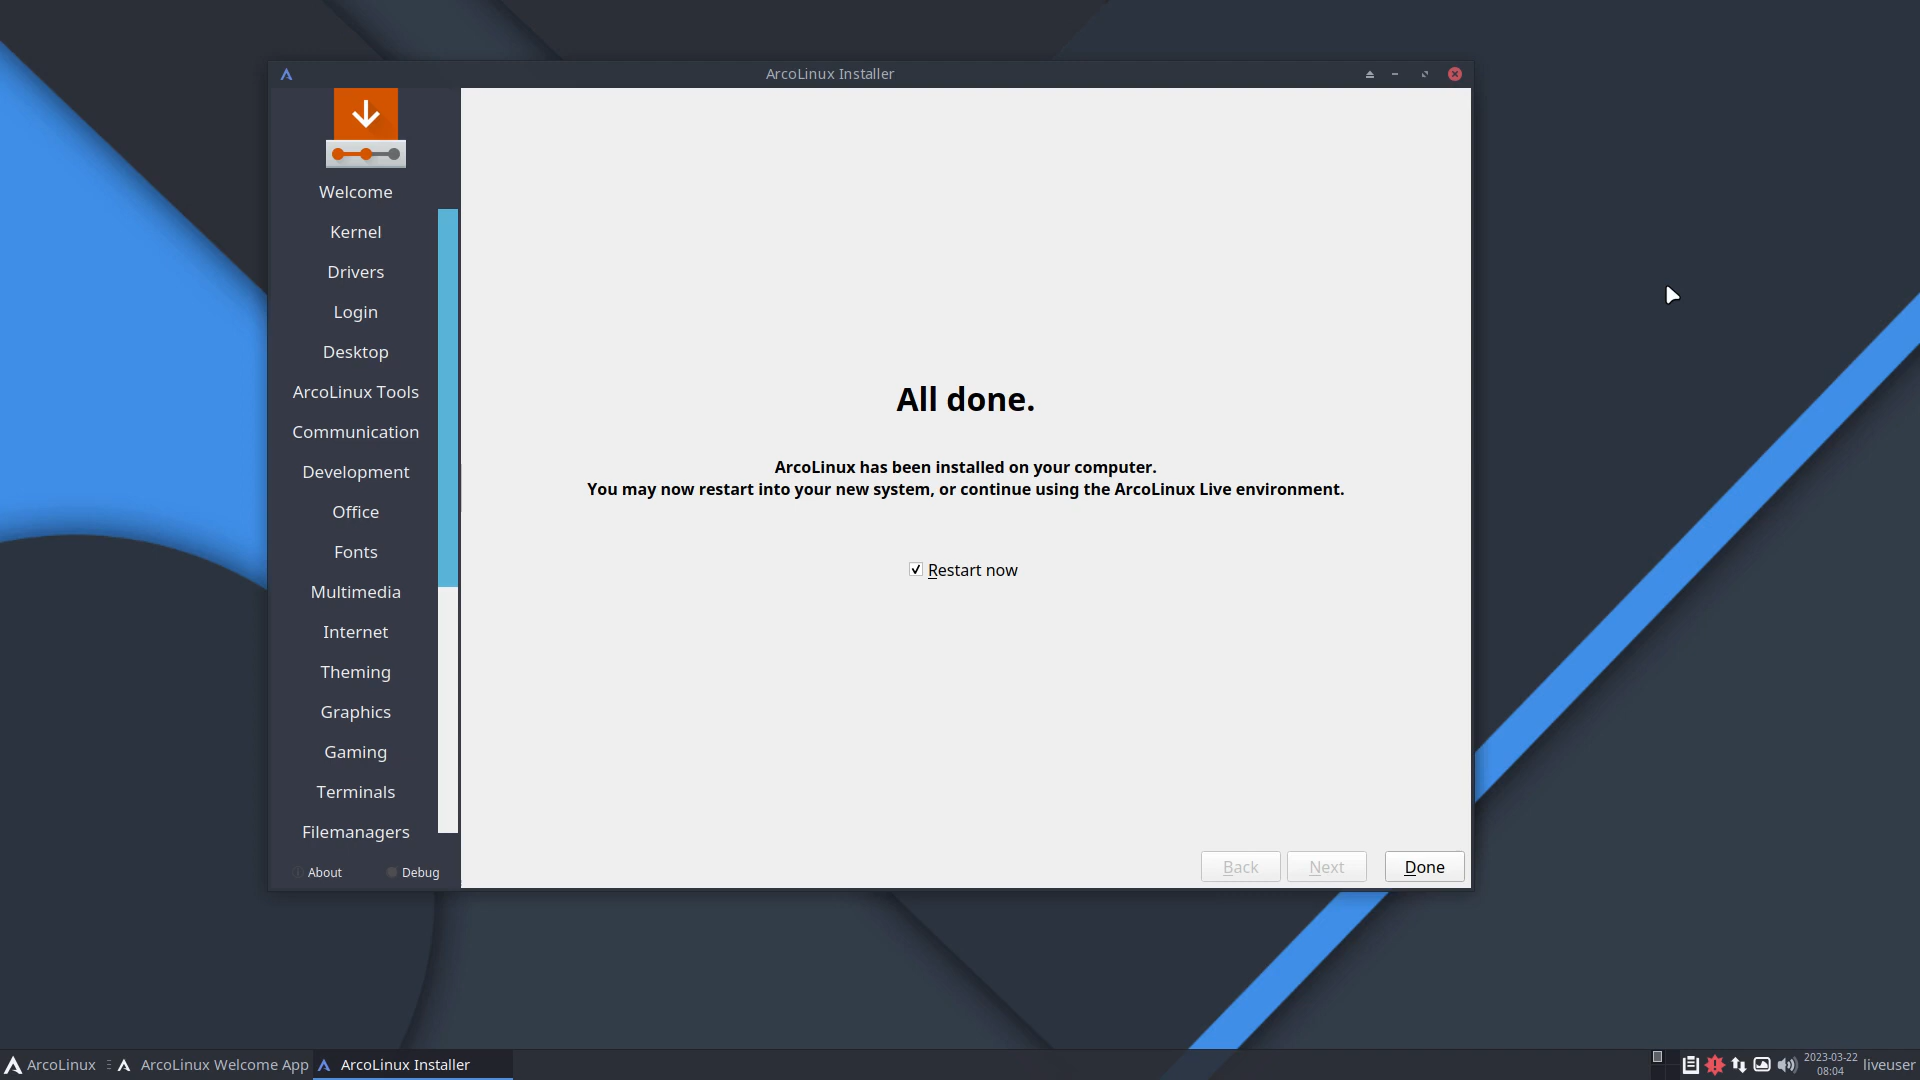 ArcoLinux Installer
Welcome
Kernel
Drivers
Login
Desktop
ArcoLinux Tools
Communication
Development
Office
Fonts
Multimedia
Internet
Theming
Graphics
Gaming
Terminals
Filemanagers
About
Debug
All done.
ArcoLinux has been installed on your computer.
You may now restart into your new system, or continue using the ArcoLinux Live environment.
Restart now
Back
Next
Done
ArcoLinux
ArcoLinux Welcome App
ArcoLinux Installer
2023-03-22
08:04
liveuser